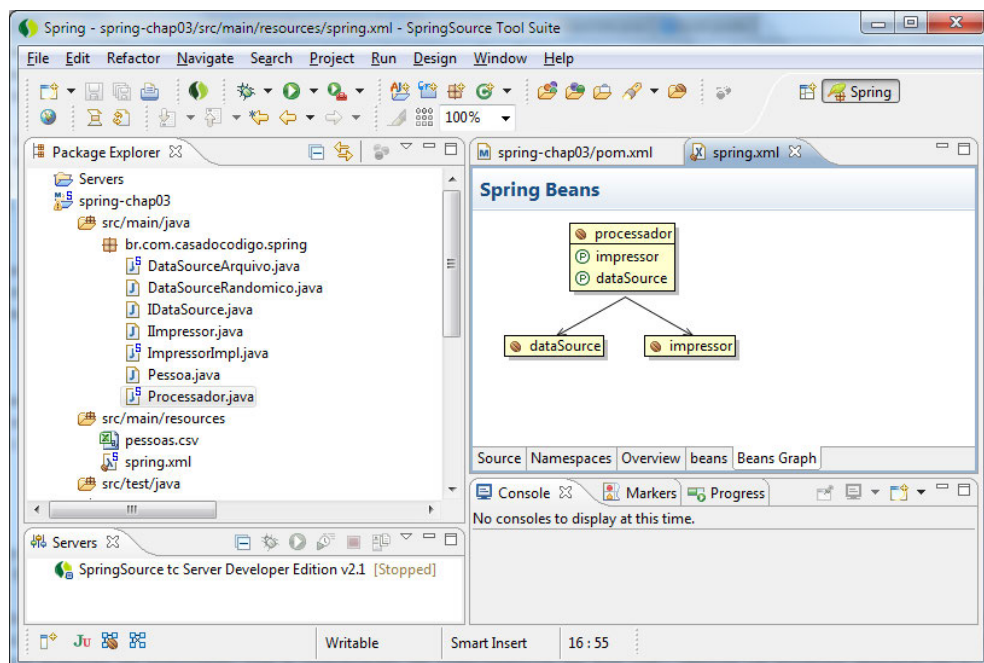 Spring - spring-chap03/src/main/resources/spring.xml - SpringSource Tool Suite
File Edit Refactor Navigate Search Project Run Design Window Help
Spring
100%
Package Explorer
Servers
spring-chap03
src/main/java
br.com.casadocodigo.spring
DataSourceArquivo.java
DataSourceRandomico.java
IDataSource.java
IImpressor.java
ImpressorImpl.java
Pessoa.java
Processador.java
src/main/resources
pessoas.csv
spring.xml
src/test/java
spring-chap03/pom.xml spring.xml
Spring Beans
processador
impressor
dataSource
dataSource impressor
Source Namespaces Overview beans Beans Graph
Console Markers Progress
No consoles to display at this time.
Servers
SpringSource tc Server Developer Edition v2.1 [Stopped]
Ju Writable Smart Insert 16 : 55